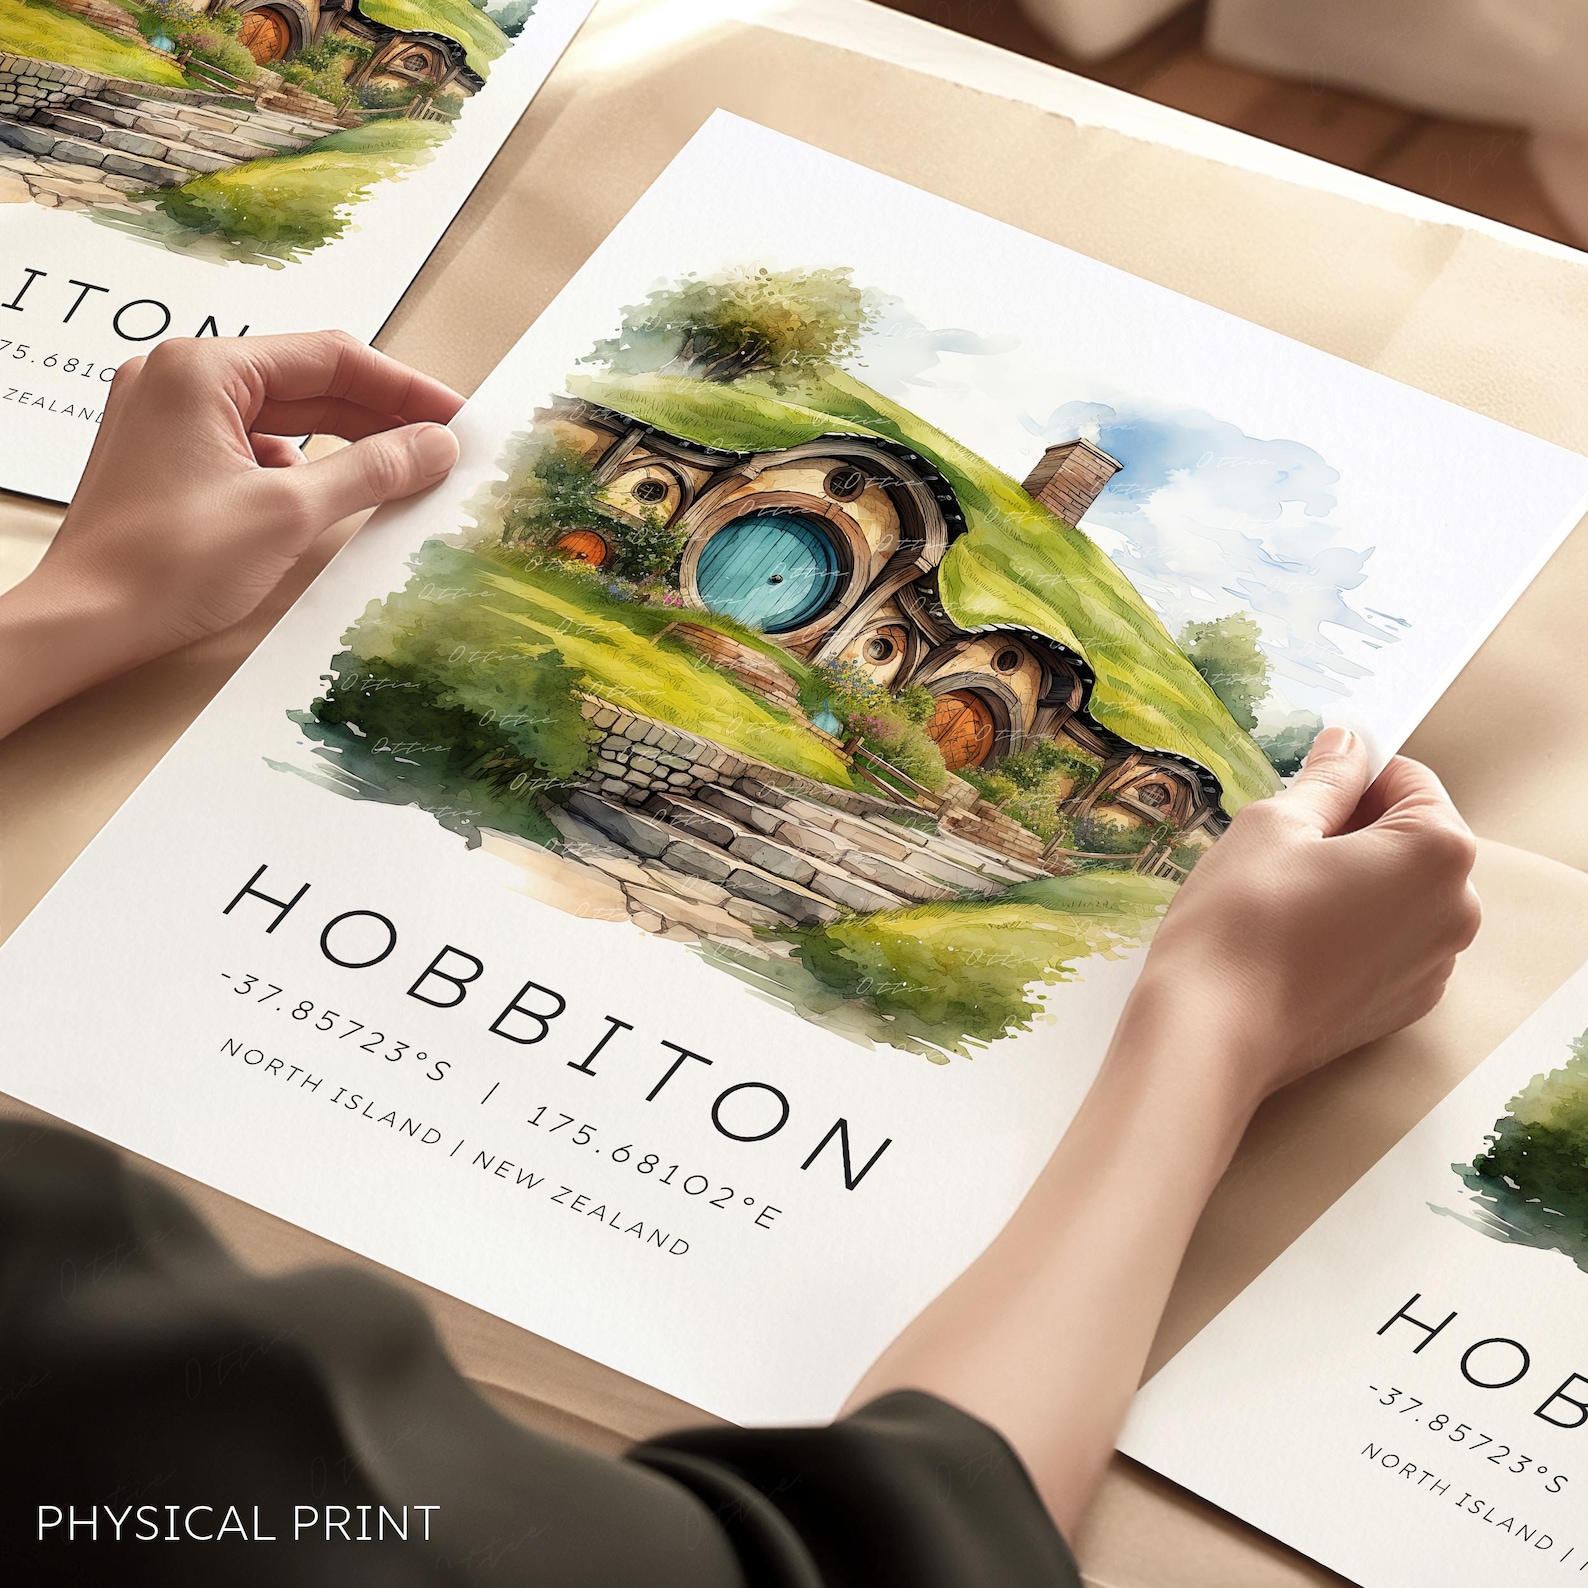 ITON
75.6810
ZEALAND
HOBBITON
-37.85723°S | 175.68102°E
NORTH ISLAND | NEW ZEALAND
HOB
-37.85723°S
NORTH ISLAND |
PHYSICAL PRINT
Ottie